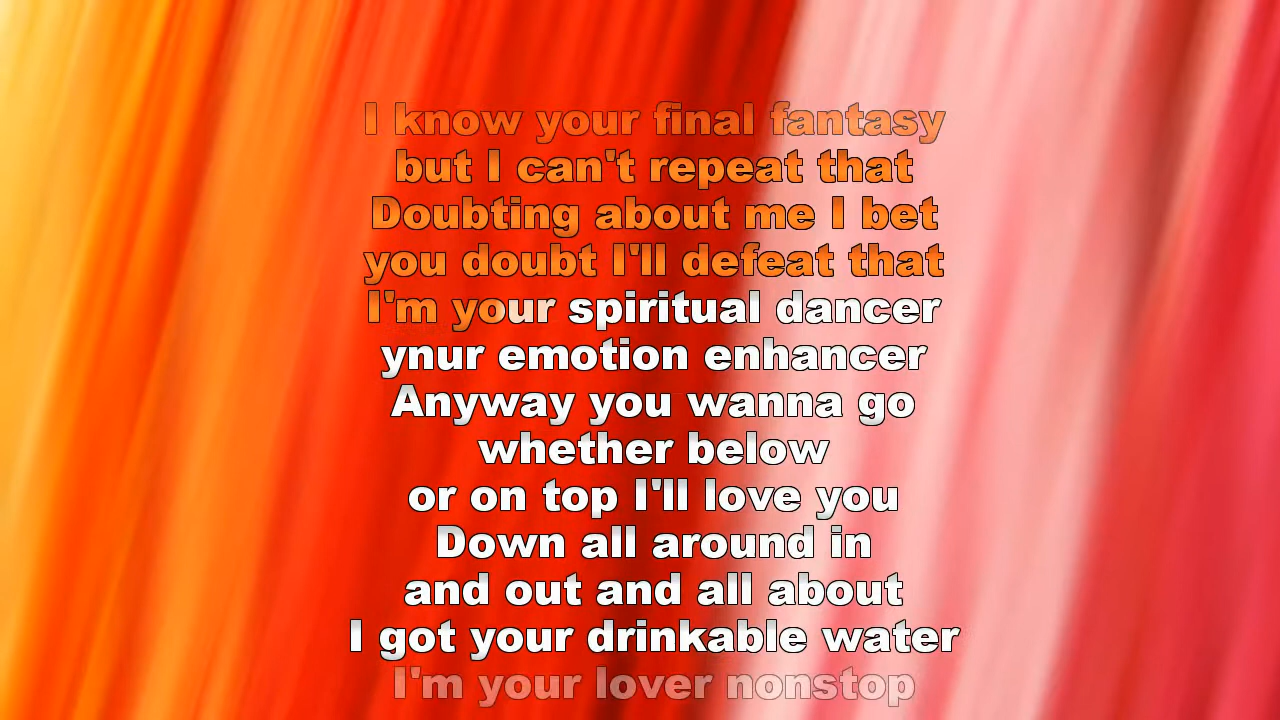 I know your final fantasy
but I can't repeat that
Doubting about me I bet
you doubt I'll defeat that
I'm your spiritual dancer
ynur emotion enhancer
Anyway you wanna go
whether below
or on top I'll love you
Down all around in
and out and all about
I got your drinkable water
I'm your lover nonstop